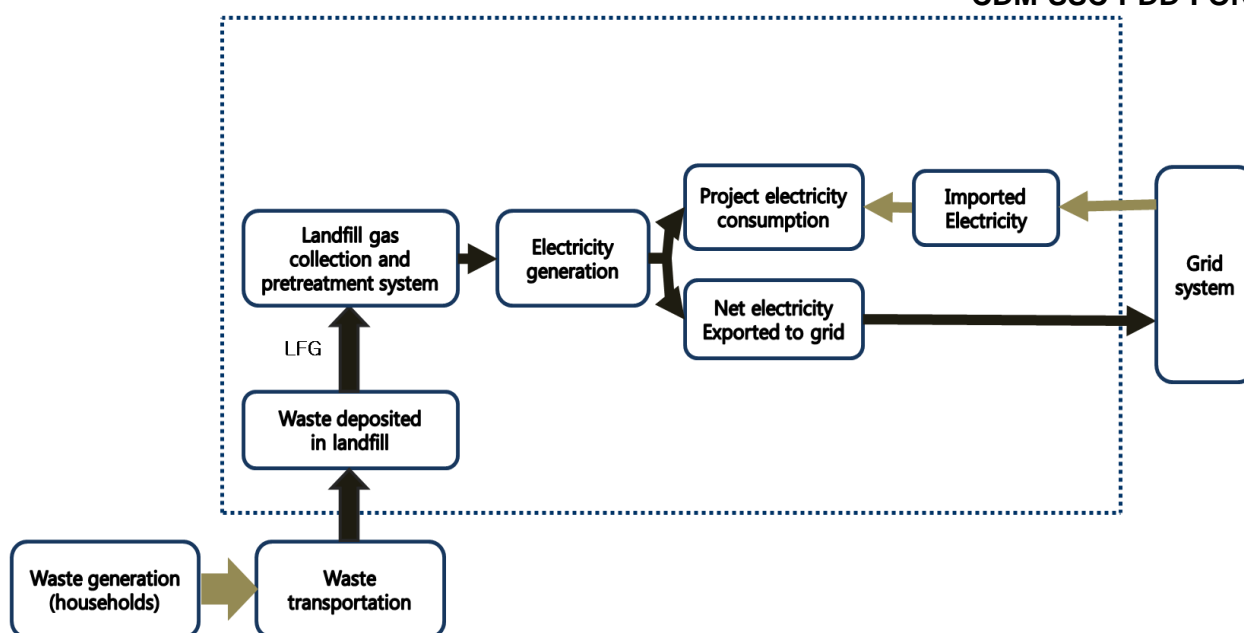 Project electricity
consumption
Imported
Electricity
Landfill gas
collection and
pretreatment system
Electricity
generation
Grid
system
Net electricity
Exported to grid
LFG
Waste deposited
in landfill
Waste generation
(households)
Waste
transportation